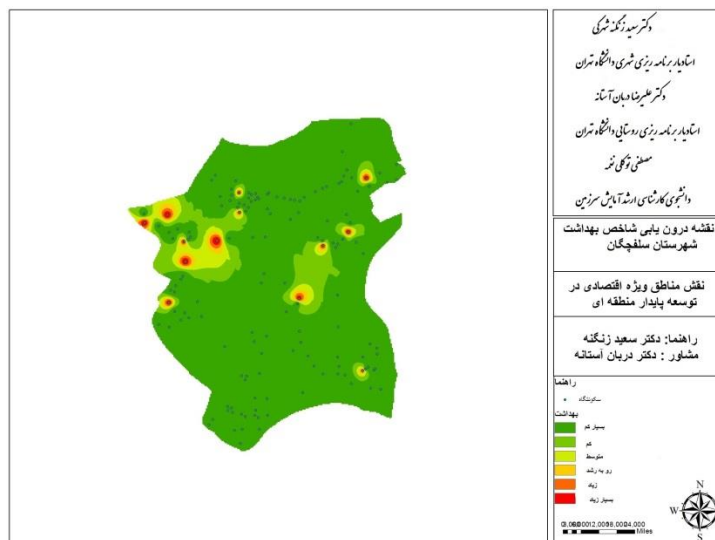 دکتر سعید زنگنه شهرکی
استادیار برنامه ریزی شهری دانشگاه تهران
دکتر علیرضا دربان آستانه
استادیار برنامه ریزی روستایی دانشگاه تهران
مصطفی توکلی نغمه
دانشجوی کارشناسی ارشد آمایش سرزمین
نقشه درون یابی شاخص بهداشت
شهرستان سلفچگان
نقش مناطق ویژه اقتصادی در
توسعه پایدار منطقه ای
راهنما: دکتر سعید زنگنه
مشاور : دکتر دربان آستانه
راهنما
سکونتگاه
بهداشت
بسیار کم
کم
متوسط
رو به رشد
زیاد
بسیار زیاد
N
W
E
S
Miles